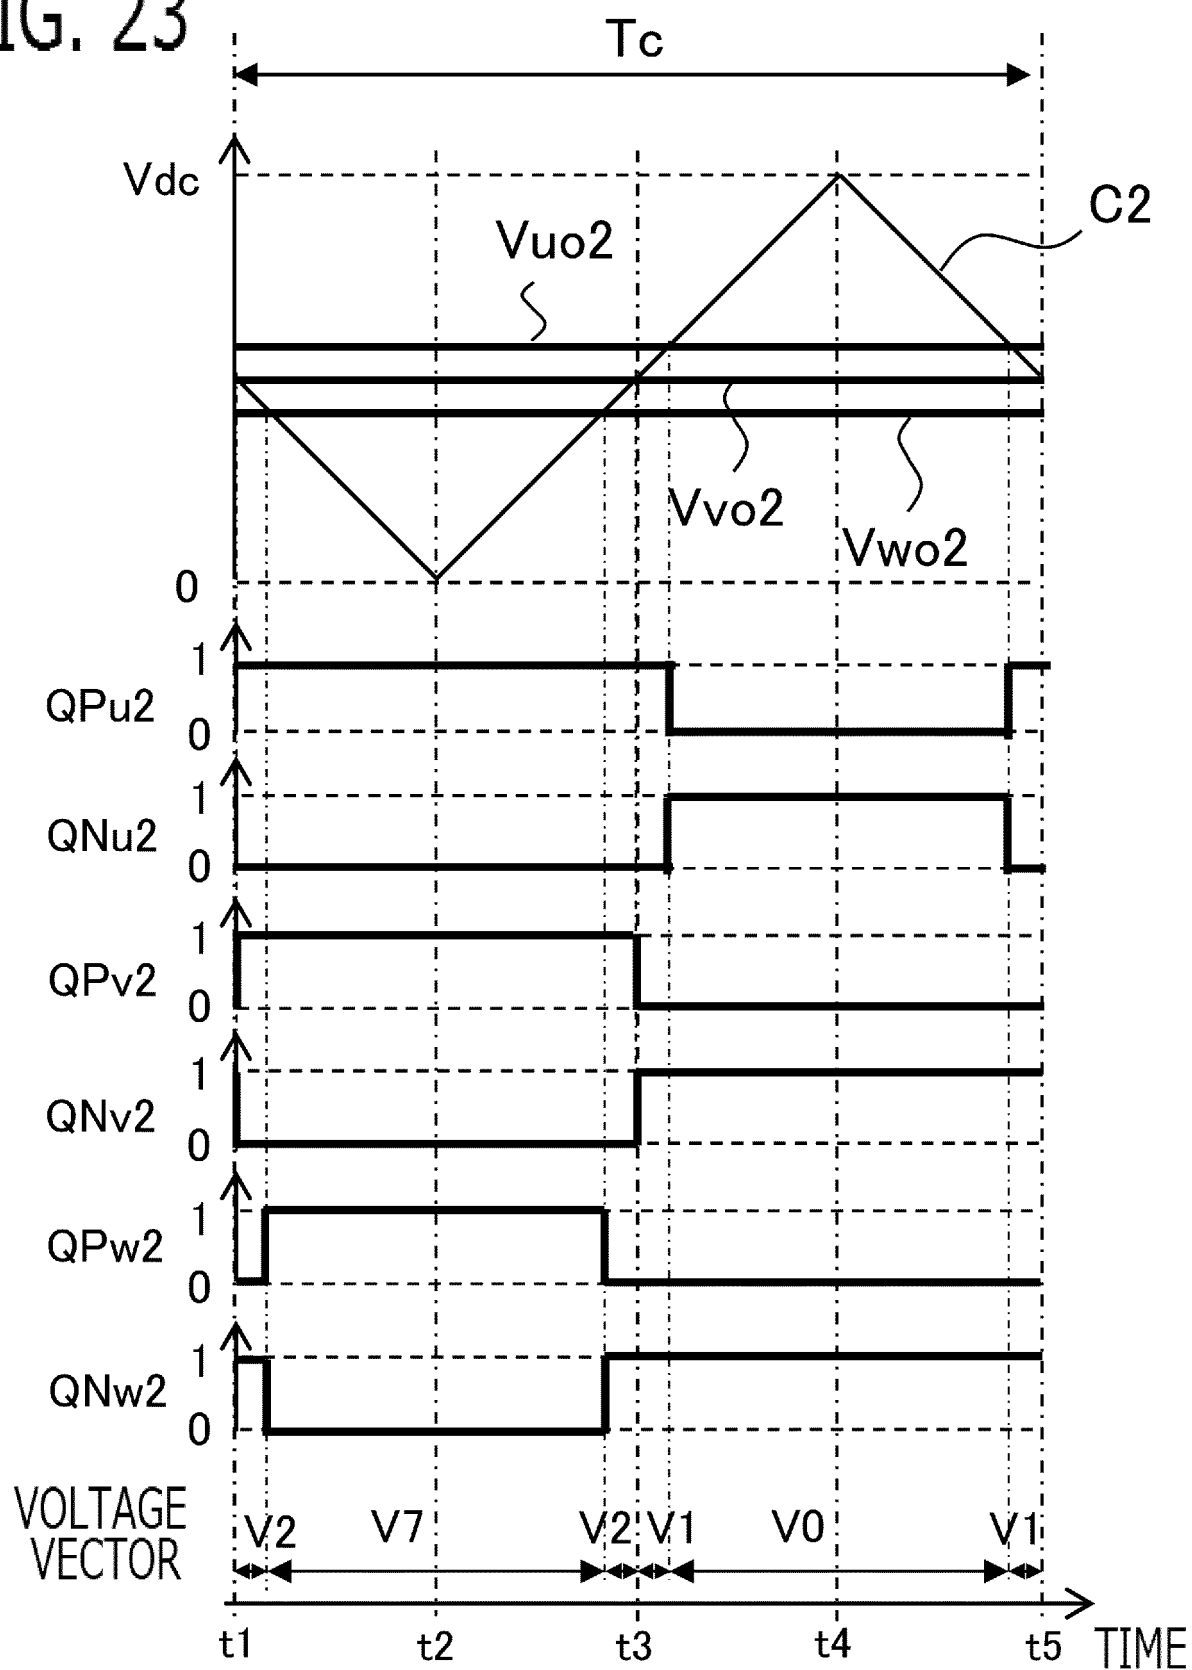 IG. 23
Tc
Vdc
C2
Vuo2
Vvo2
Vwo2
0
1
QPu2
0
1
QNu2
0
1
QPv2
0
1
QNv2
0
1
QPw2
0
1
QNw2
0
VOLTAGE
VECTOR
V2 V7 V2 V1 V0 V1
t1 t2 t3 t4 t5 TIME